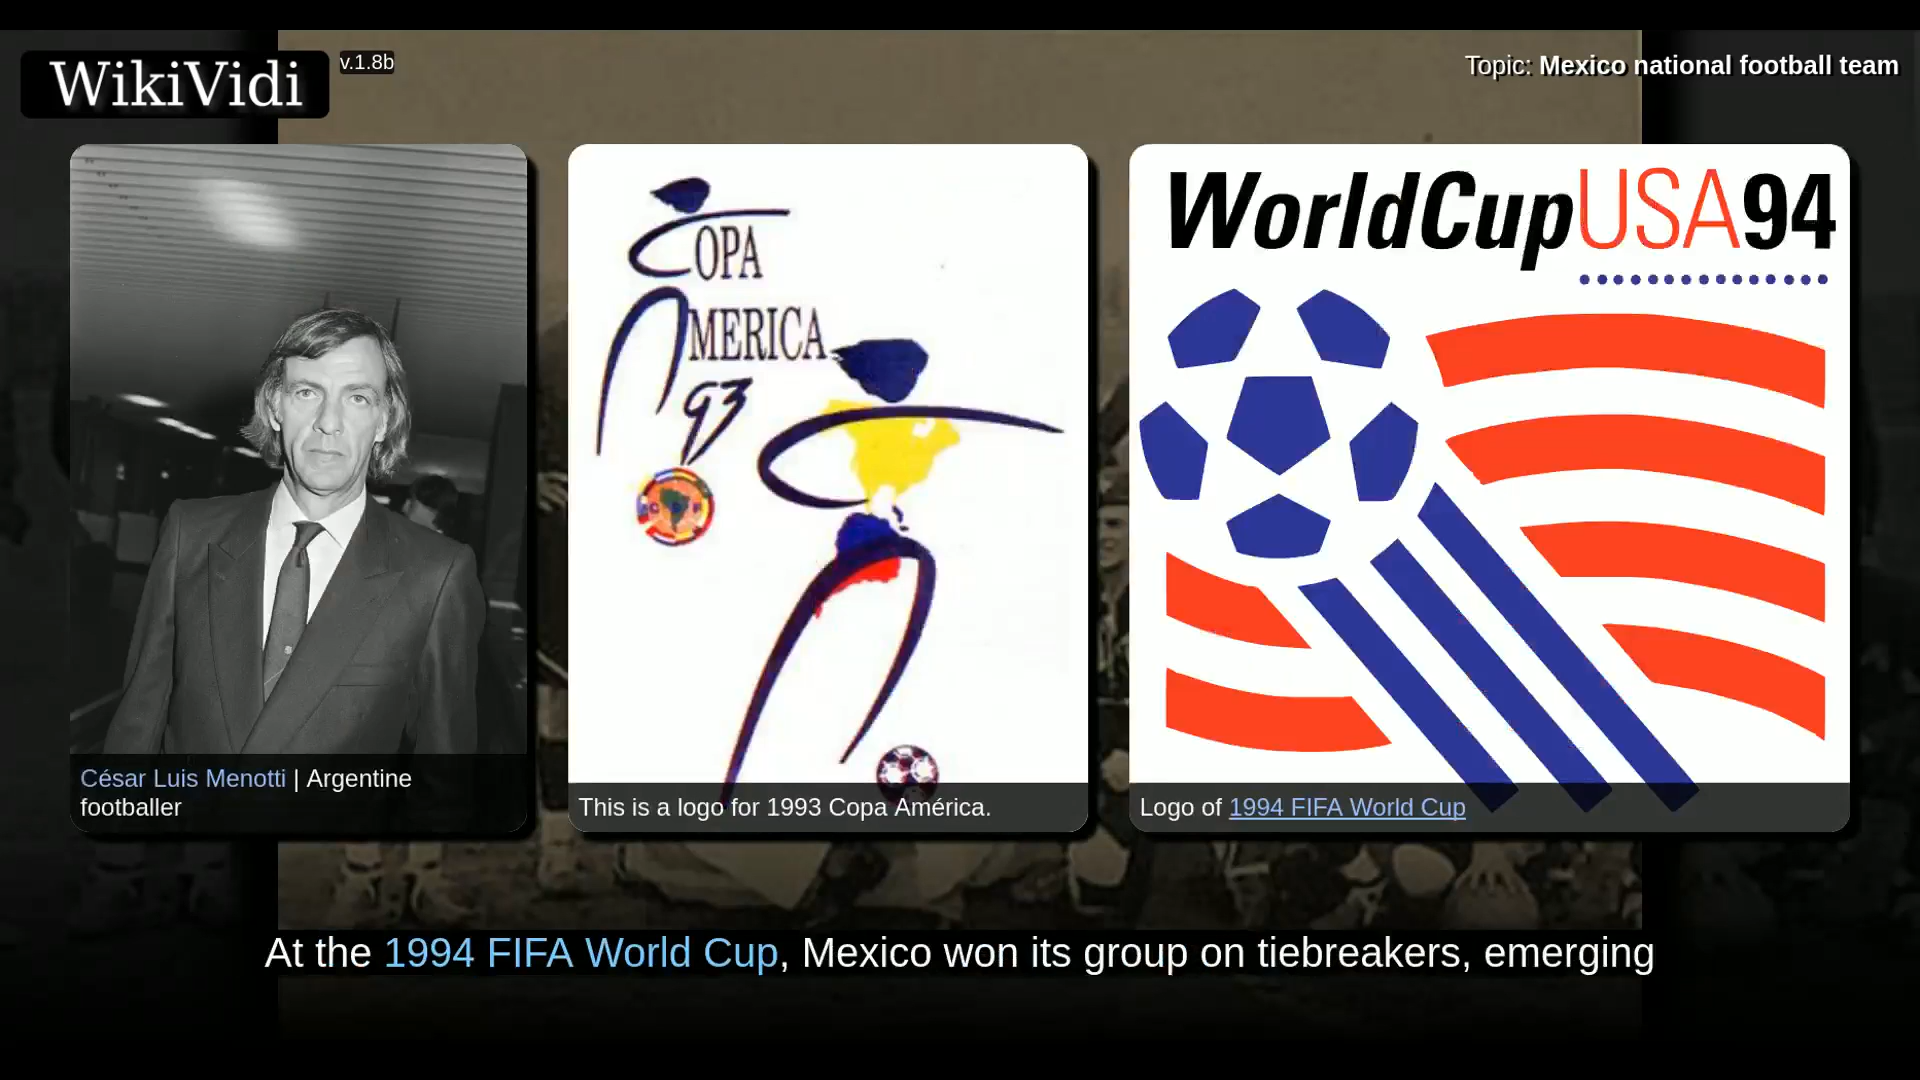 WikiVidi
v.1.8b
Topic: Mexico national football team
COPA
AMERICA
93
WorldCupUSA94
César Luis Menotti | Argentine
footballer
This is a logo for 1993 Copa América.
Logo of 1994 FIFA World Cup
At the 1994 FIFA World Cup, Mexico won its group on tiebreakers, emerging